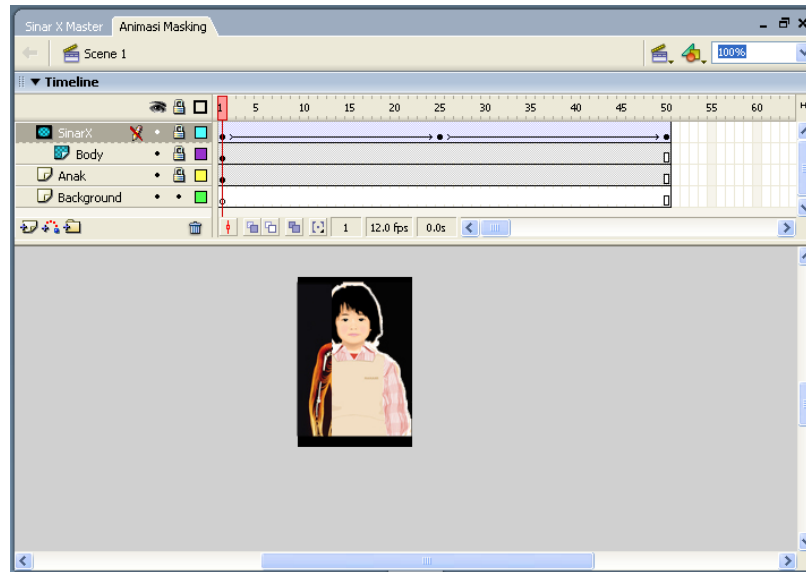 Sinar X Master Animasi Masking
Scene 1 100%
Timeline
1 5 10 15 20 25 30 35 40 45 50 55 60 H
SinarX
Body
Anak
Background
1 12.0 fps 0.0s